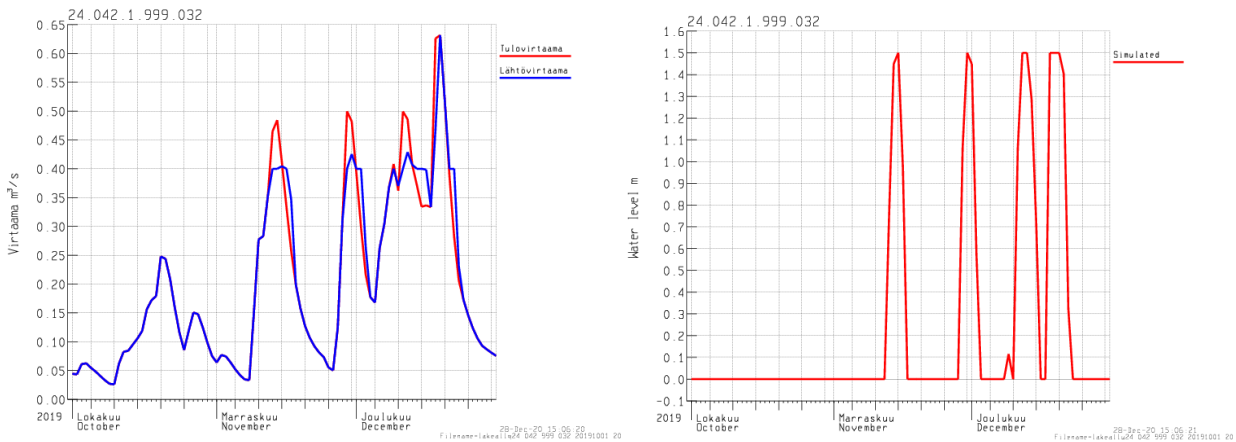 24.042.1.999.032
0.65
0.60
0.55
0.50
0.45
0.40
0.35
0.30
0.25
0.20
0.15
0.10
0.05
0.00
Virtaama m³/s
Tulovirtaama
Lähtövirtaama
2019
Lokakuu
October
Marraskuu
November
Joulukuu
December
28-Dec-20 15.06.20
24.042.1.999.032
1.6
1.5
1.4
1.3
1.2
1.1
1.0
0.9
0.8
0.7
0.6
0.5
0.4
0.3
0.2
0.1
0.0
-0.1
Water level m
Simulated
2019
Lokakuu
October
Marraskuu
November
Joulukuu
December
28-Dec-20 15.06.21